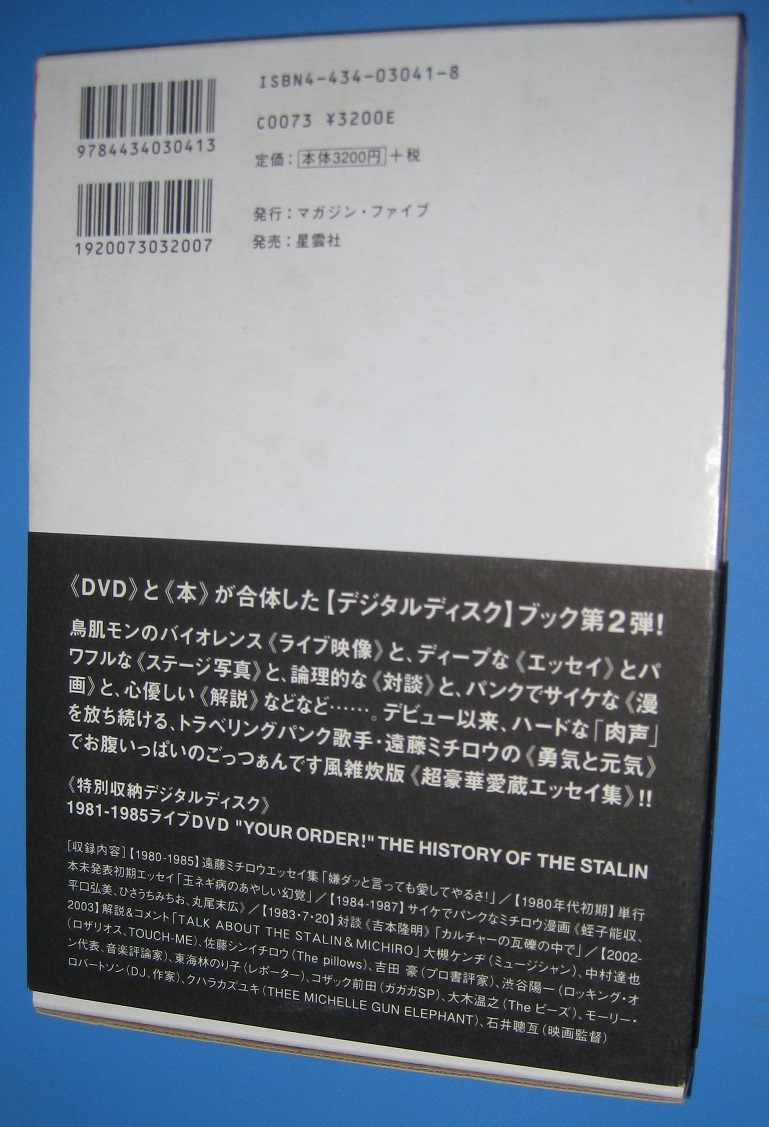 ISBN4-434-03041-8
9784434030413
C0073 ¥3200E
定価：本体3200円＋税
1920073032007
発行：マガジン・ファイブ
発売：星雲社
《DVD》と《本》が合体した【デジタルディスク】ブック第２弾！
鳥肌モンのバイオレンス《ライブ映像》と、ディープな《エッセイ》とパ
ワフルな《ステージ写真》と、論理的な《対談》と、パンクでサイケな《漫
画》と、心優しい《解説》などなど……。デビュー以来、ハードな「肉声」
を放ち続ける、トラベリングパンク歌手・遠藤ミチロウの《勇気と元気》
でお腹いっぱいのごっつぁんです風雑炊版《超豪華愛蔵エッセイ集》!!
《特別収納デジタルディスク》
1981-1985ライブDVD "YOUR ORDER!" THE HISTORY OF THE STALIN
［収録内容］【1980-1985】遠藤ミチロウエッセイ集「嫌ダッと言っても愛してやるさ！」／【1980年代初期】単行
本未発表初期エッセイ「玉ネギ病のあやしい幻覚」／【1984-1987】サイケでパンクなミチロウ漫画《蛭子能収、
平口弘美、ひさうちみちお、丸尾末広》／【1983・7・20】対談《吉本隆明》「カルチャーの瓦礫の中で」／【2002-
2003】解説＆コメント「TALK ABOUT THE STALIN＆MICHIRO」大槻ケンヂ（ミュージシャン）、中村達也
（ロザリオス、TOUCH-ME）、佐藤シンイチロウ（The pillows）、吉田 豪（プロ書評家）、渋谷陽一（ロッキング・オ
ン代表、音楽評論家）、東海林のり子（レポーター）、コザック前田（ガガガSP）、大木温之（The ピーズ）、モーリー・
ロバートソン（DJ、作家）、クハラカズユキ（THEE MICHELLE GUN ELEPHANT）、石井聰亙（映画監督）